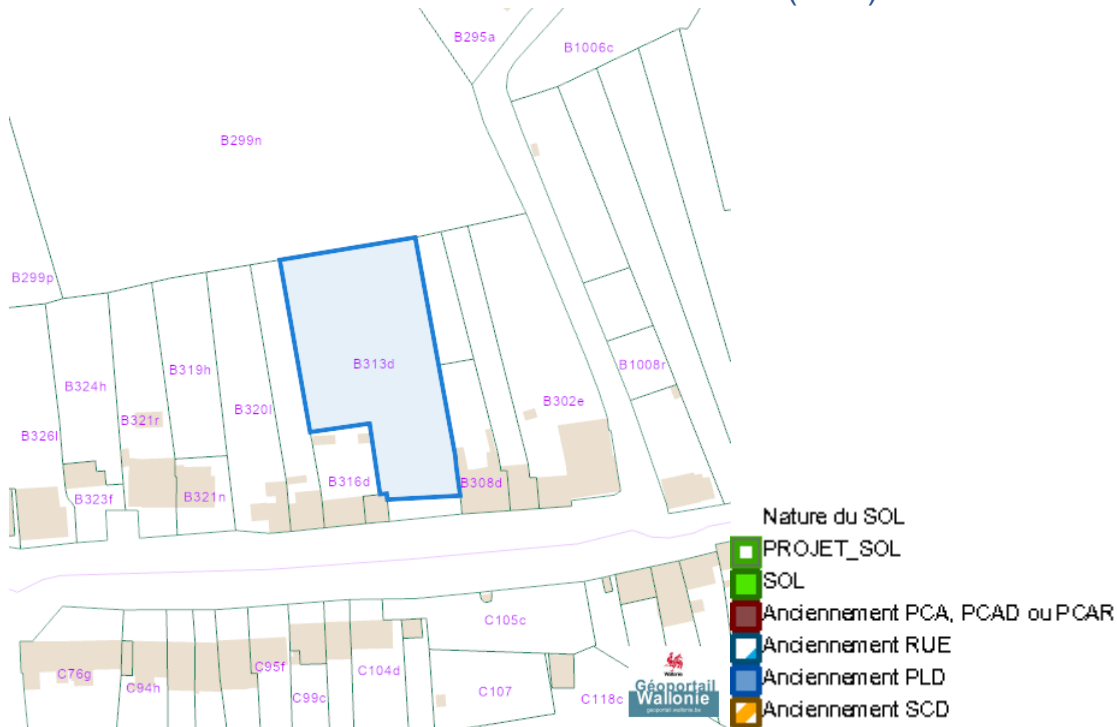 B295a
B1006c
B299n
B299p
B313d
B319h
B1008r
B324h
B320l
B302e
B321r
B326l
B316d
B308d
B323f
B321n
Nature du SOL
PROJET_SOL
SOL
Anciennement PCA, PCAD ou PCAR
C105c
Anciennement RUE
C76g
C95f
C104d
Wallonie
Géoportail
Wallonie
geoportail.wallonie.be
Anciennement PLD
C94h
C99c
C107
C118c
Anciennement SCD